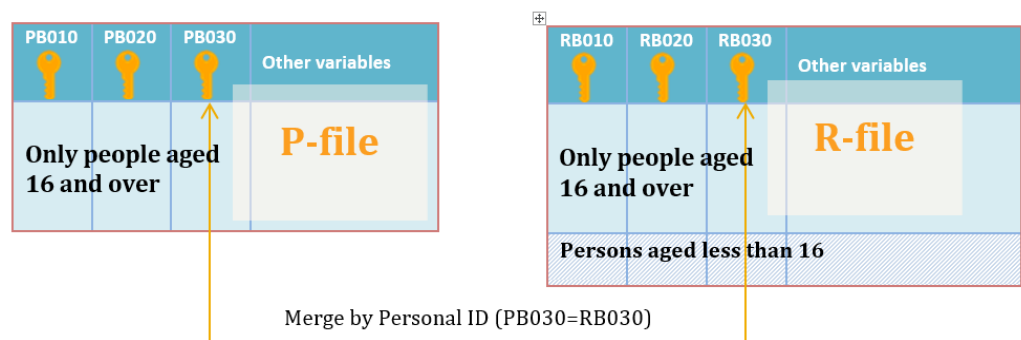 PB010 PB020 PB030
Other variables
P-file
Only people aged
16 and over
RB010 RB020 RB030
Other variables
R-file
Only people aged
16 and over
Persons aged less than 16
Merge by Personal ID (PB030=RB030)